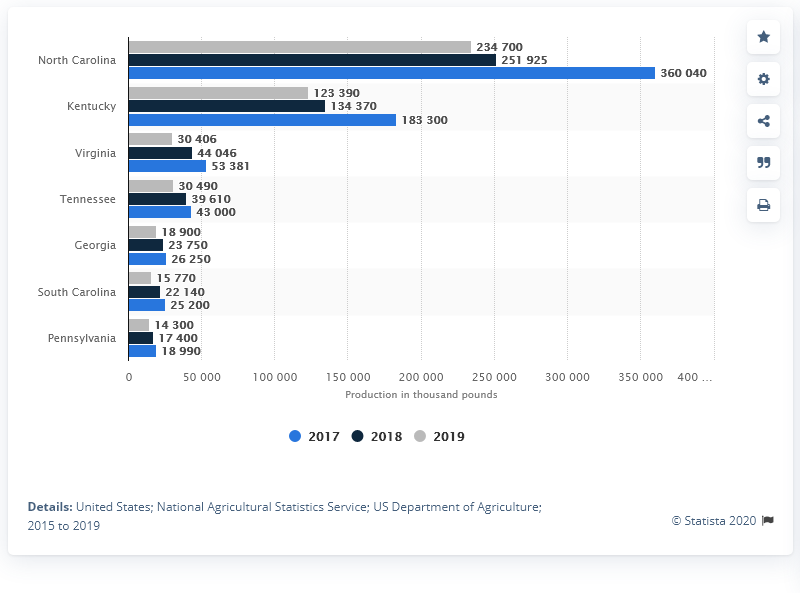 North Carolina
234 700
251 925
360 040
Kentucky
123 390
134 370
183 300
Virginia
30 406
44 046
53 381
Tennessee
30 490
39 610
43 000
Georgia
18 900
23 750
26 250
South Carolina
15 770
22 140
25 200
Pennsylvania
14 300
17 400
18 990
0 50 000 100 000 150 000 200 000 250 000 300 000 350 000 400 ...
Production in thousand pounds
2017 2018 2019
Details: United States; National Agricultural Statistics Service; US Department of Agriculture;
2015 to 2019
© Statista 2020